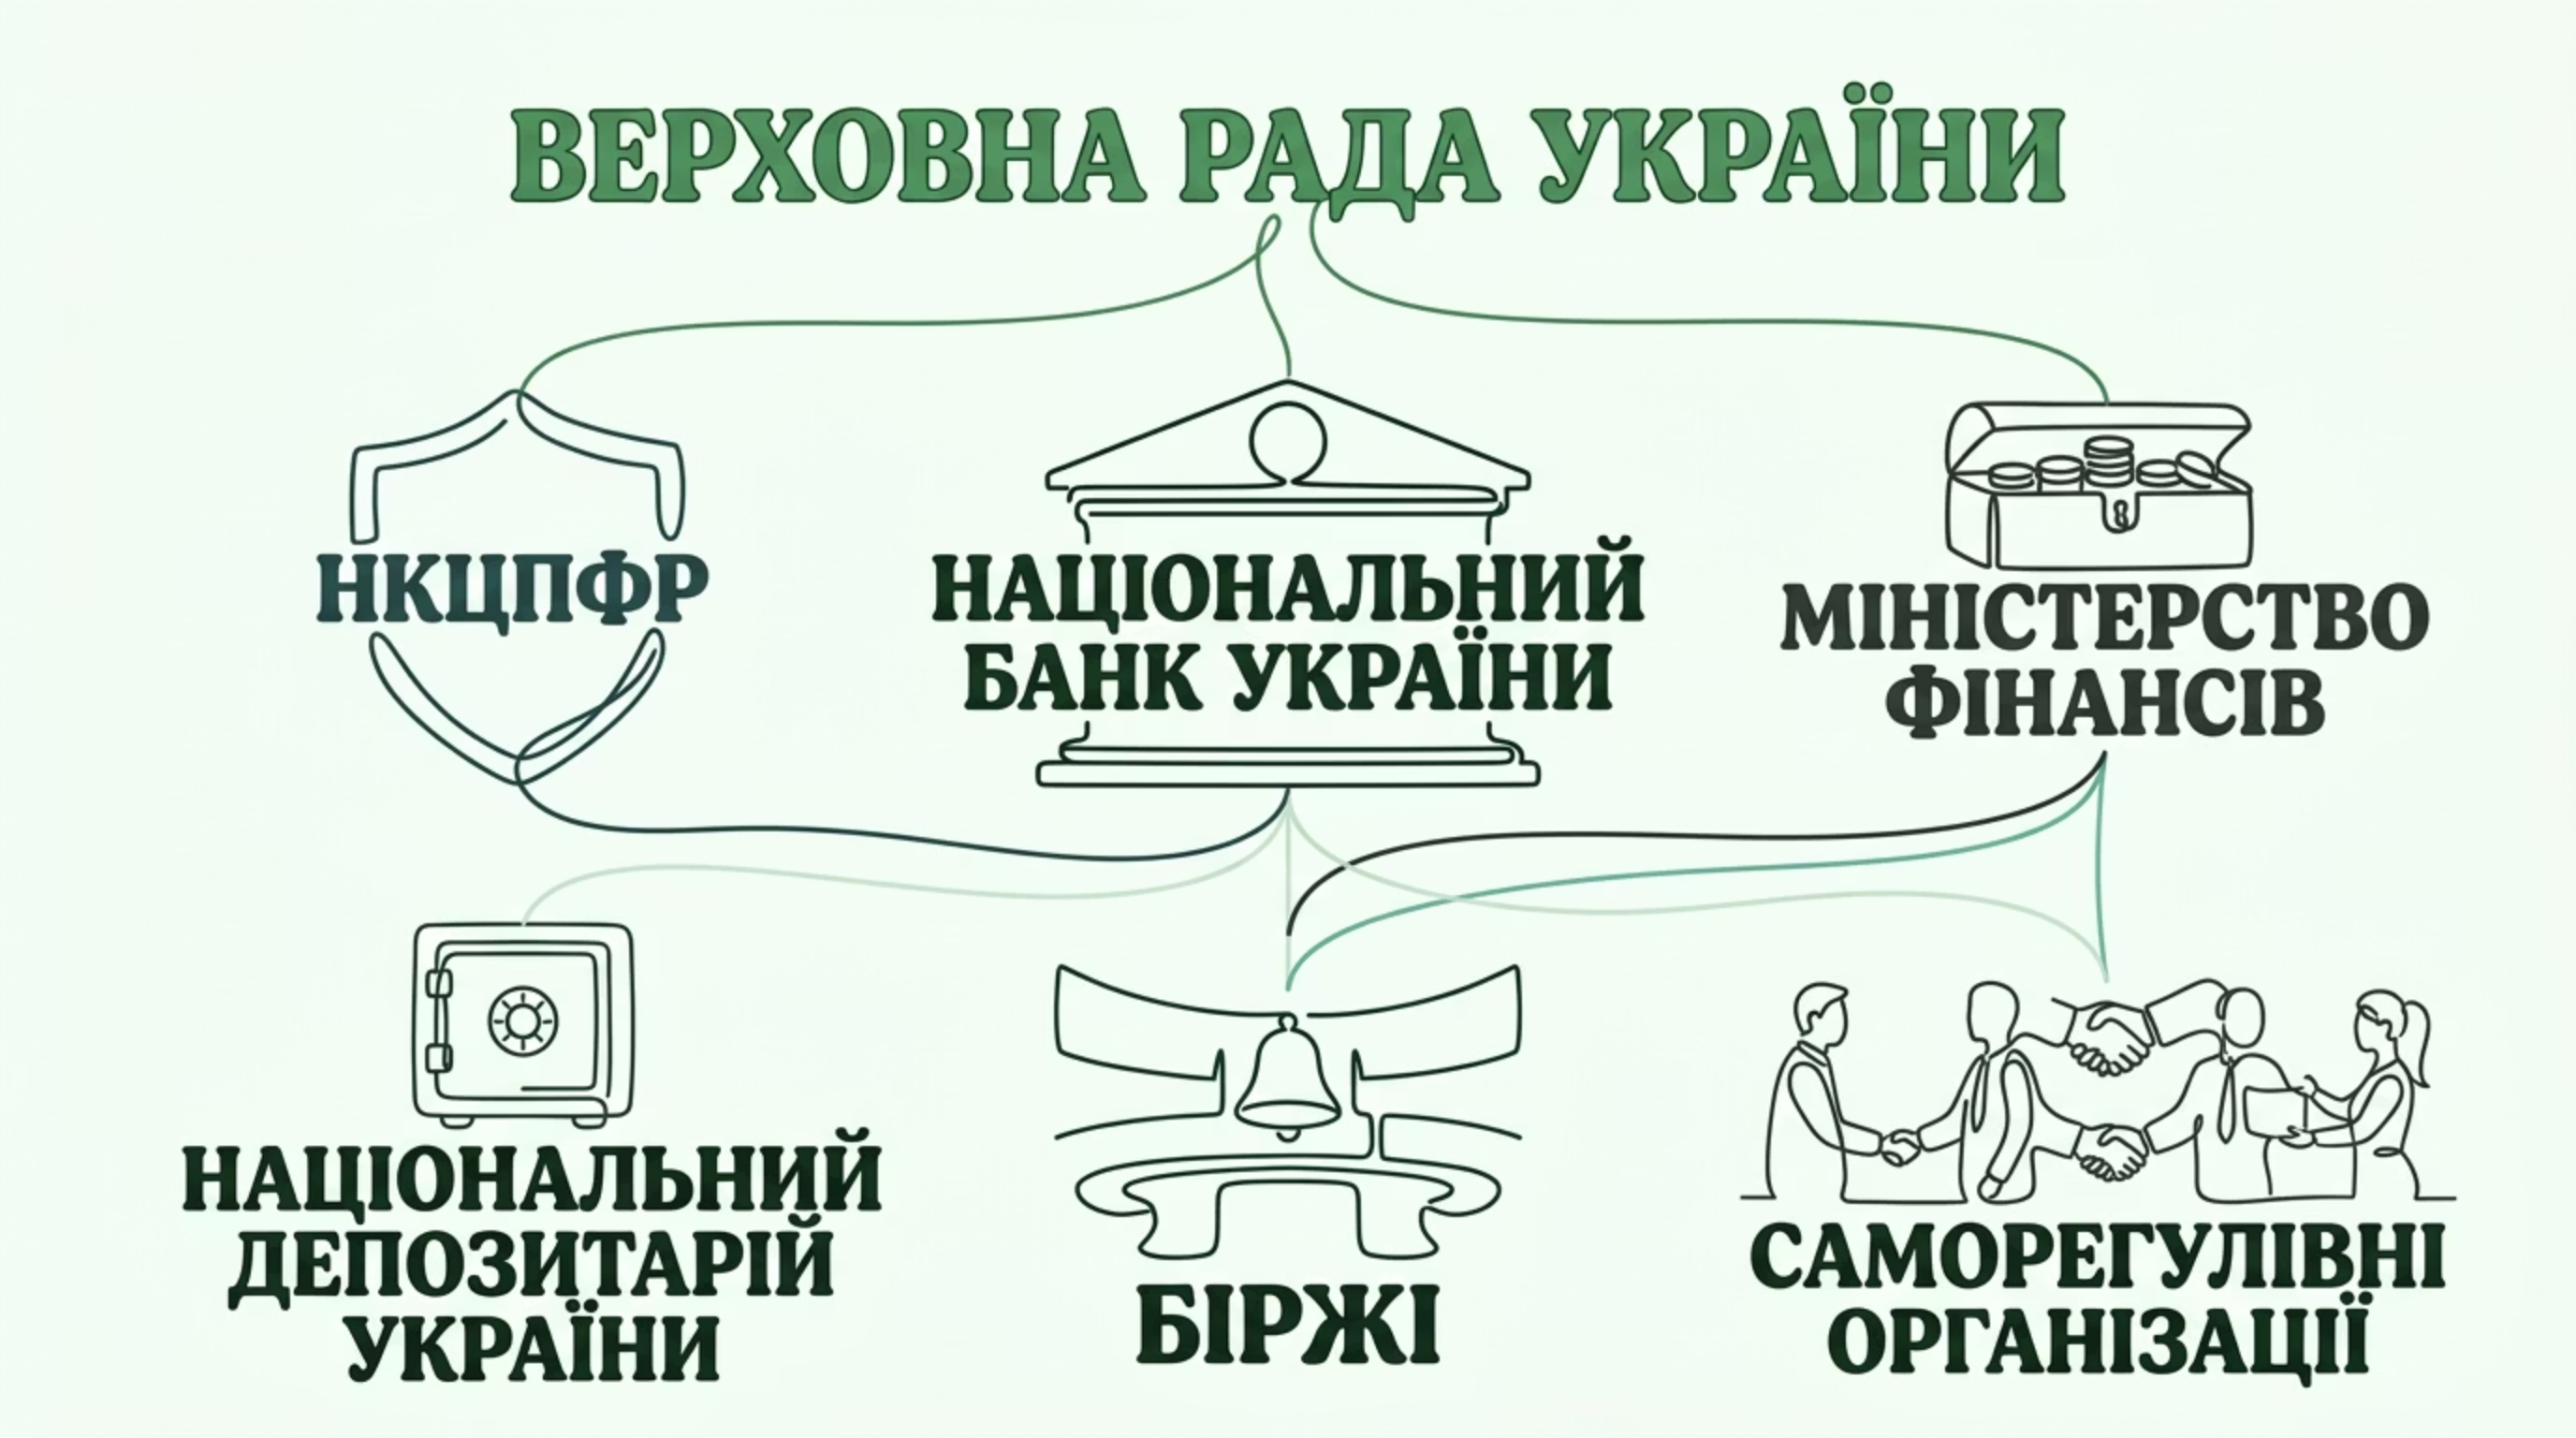 ВЕРХОВНА РАДА УКРАЇНИ
НКЦПФР
НАЦІОНАЛЬНИЙ
БАНК УКРАЇНИ
МІНІСТЕРСТВО
ФІНАНСІВ
НАЦІОНАЛЬНИЙ
ДЕПОЗИТАРІЙ
УКРАЇНИ
БІРЖІ
САМОРЕГУЛІВНІ
ОРГАНІЗАЦІЇ